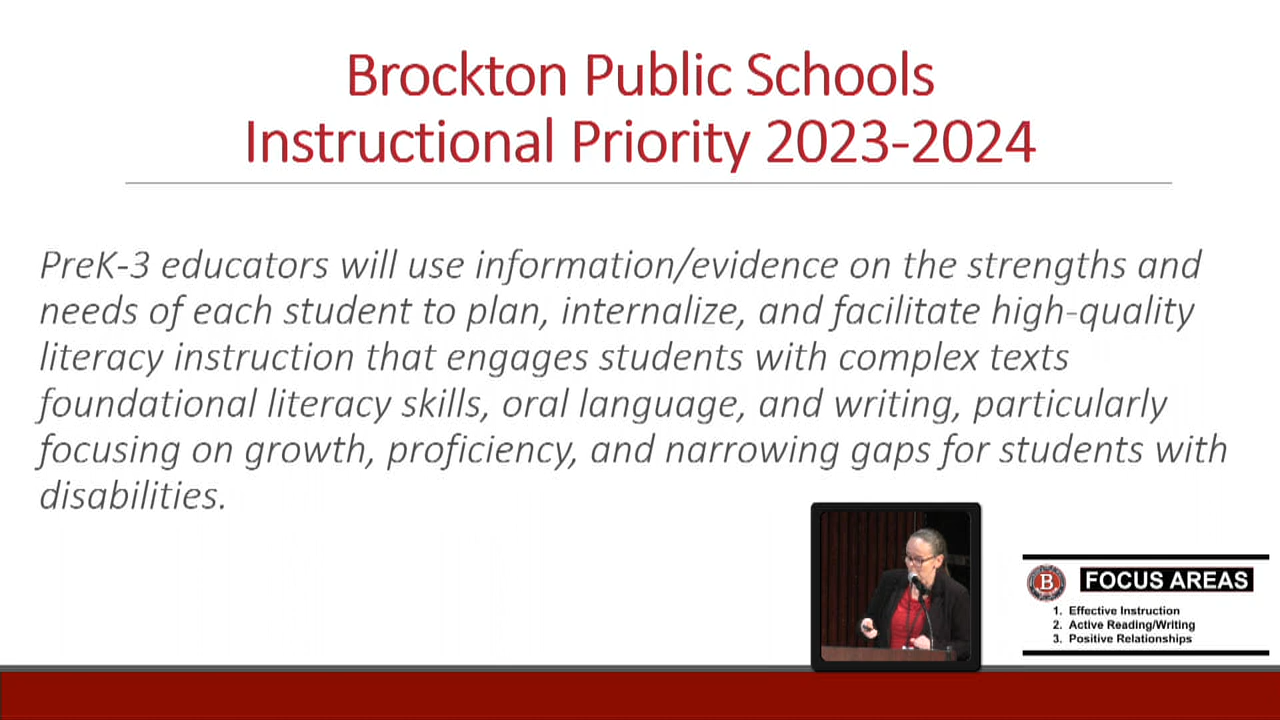 Brockton Public Schools
Instructional Priority 2023-2024
PreK-3 educators will use information/evidence on the strengths and
needs of each student to plan, internalize, and facilitate high-quality
literacy instruction that engages students with complex texts
foundational literacy skills, oral language, and writing, particularly
focusing on growth, proficiency, and narrowing gaps for students with
disabilities.
B
FOCUS AREAS
1. Effective Instruction
2. Active Reading/Writing
3. Positive Relationships